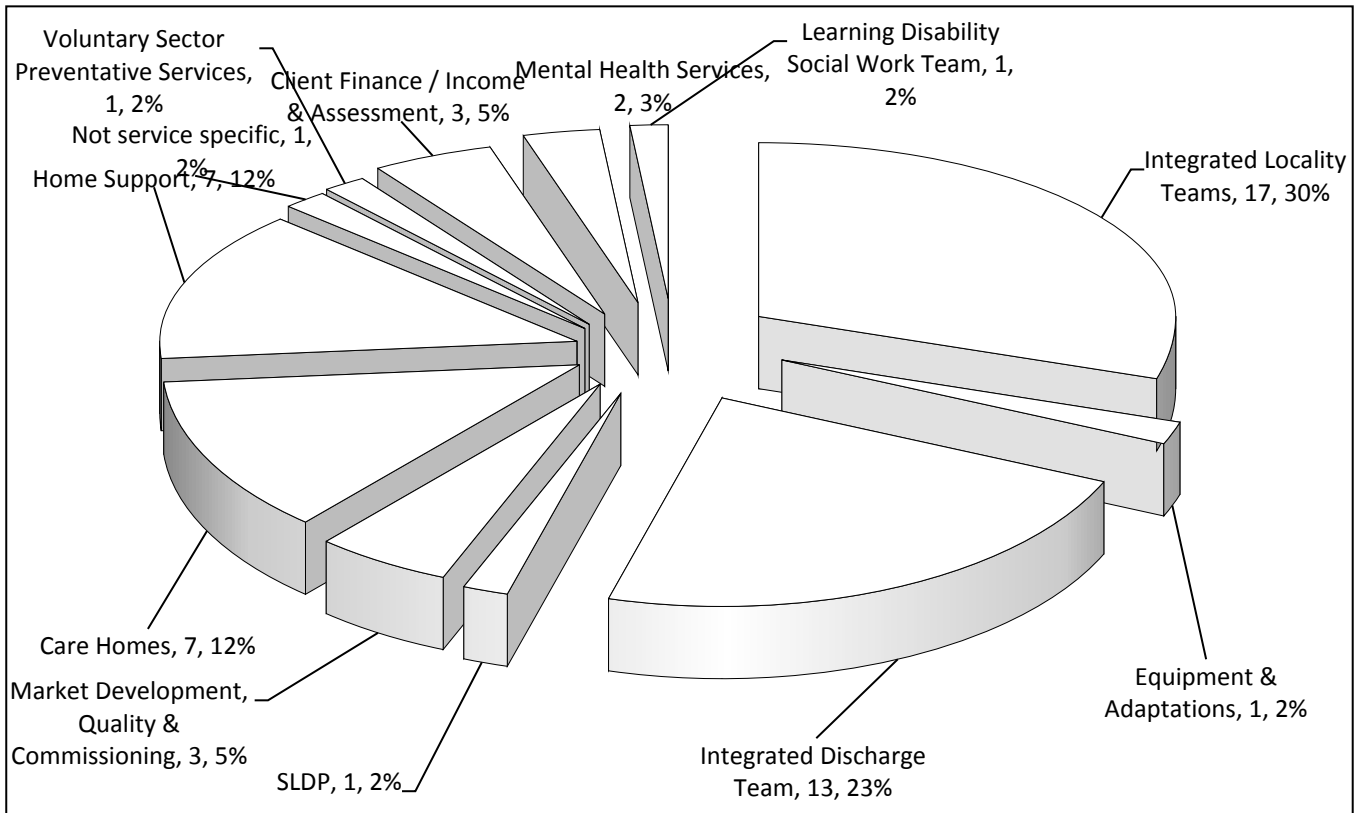 Voluntary Sector
Preventative Services,
1, 2%
Not service specific, 1,
2%
Home Support, 7, 12%
Client Finance / Income
& Assessment, 3, 5%
Mental Health Services,
2, 3%
Learning Disability
Social Work Team, 1,
2%
Integrated Locality
Teams, 17, 30%
Equipment &
Adaptations, 1, 2%
Integrated Discharge
Team, 13, 23%
SLDP, 1, 2%
Market Development,
Quality &
Commissioning, 3, 5%
Care Homes, 7, 12%